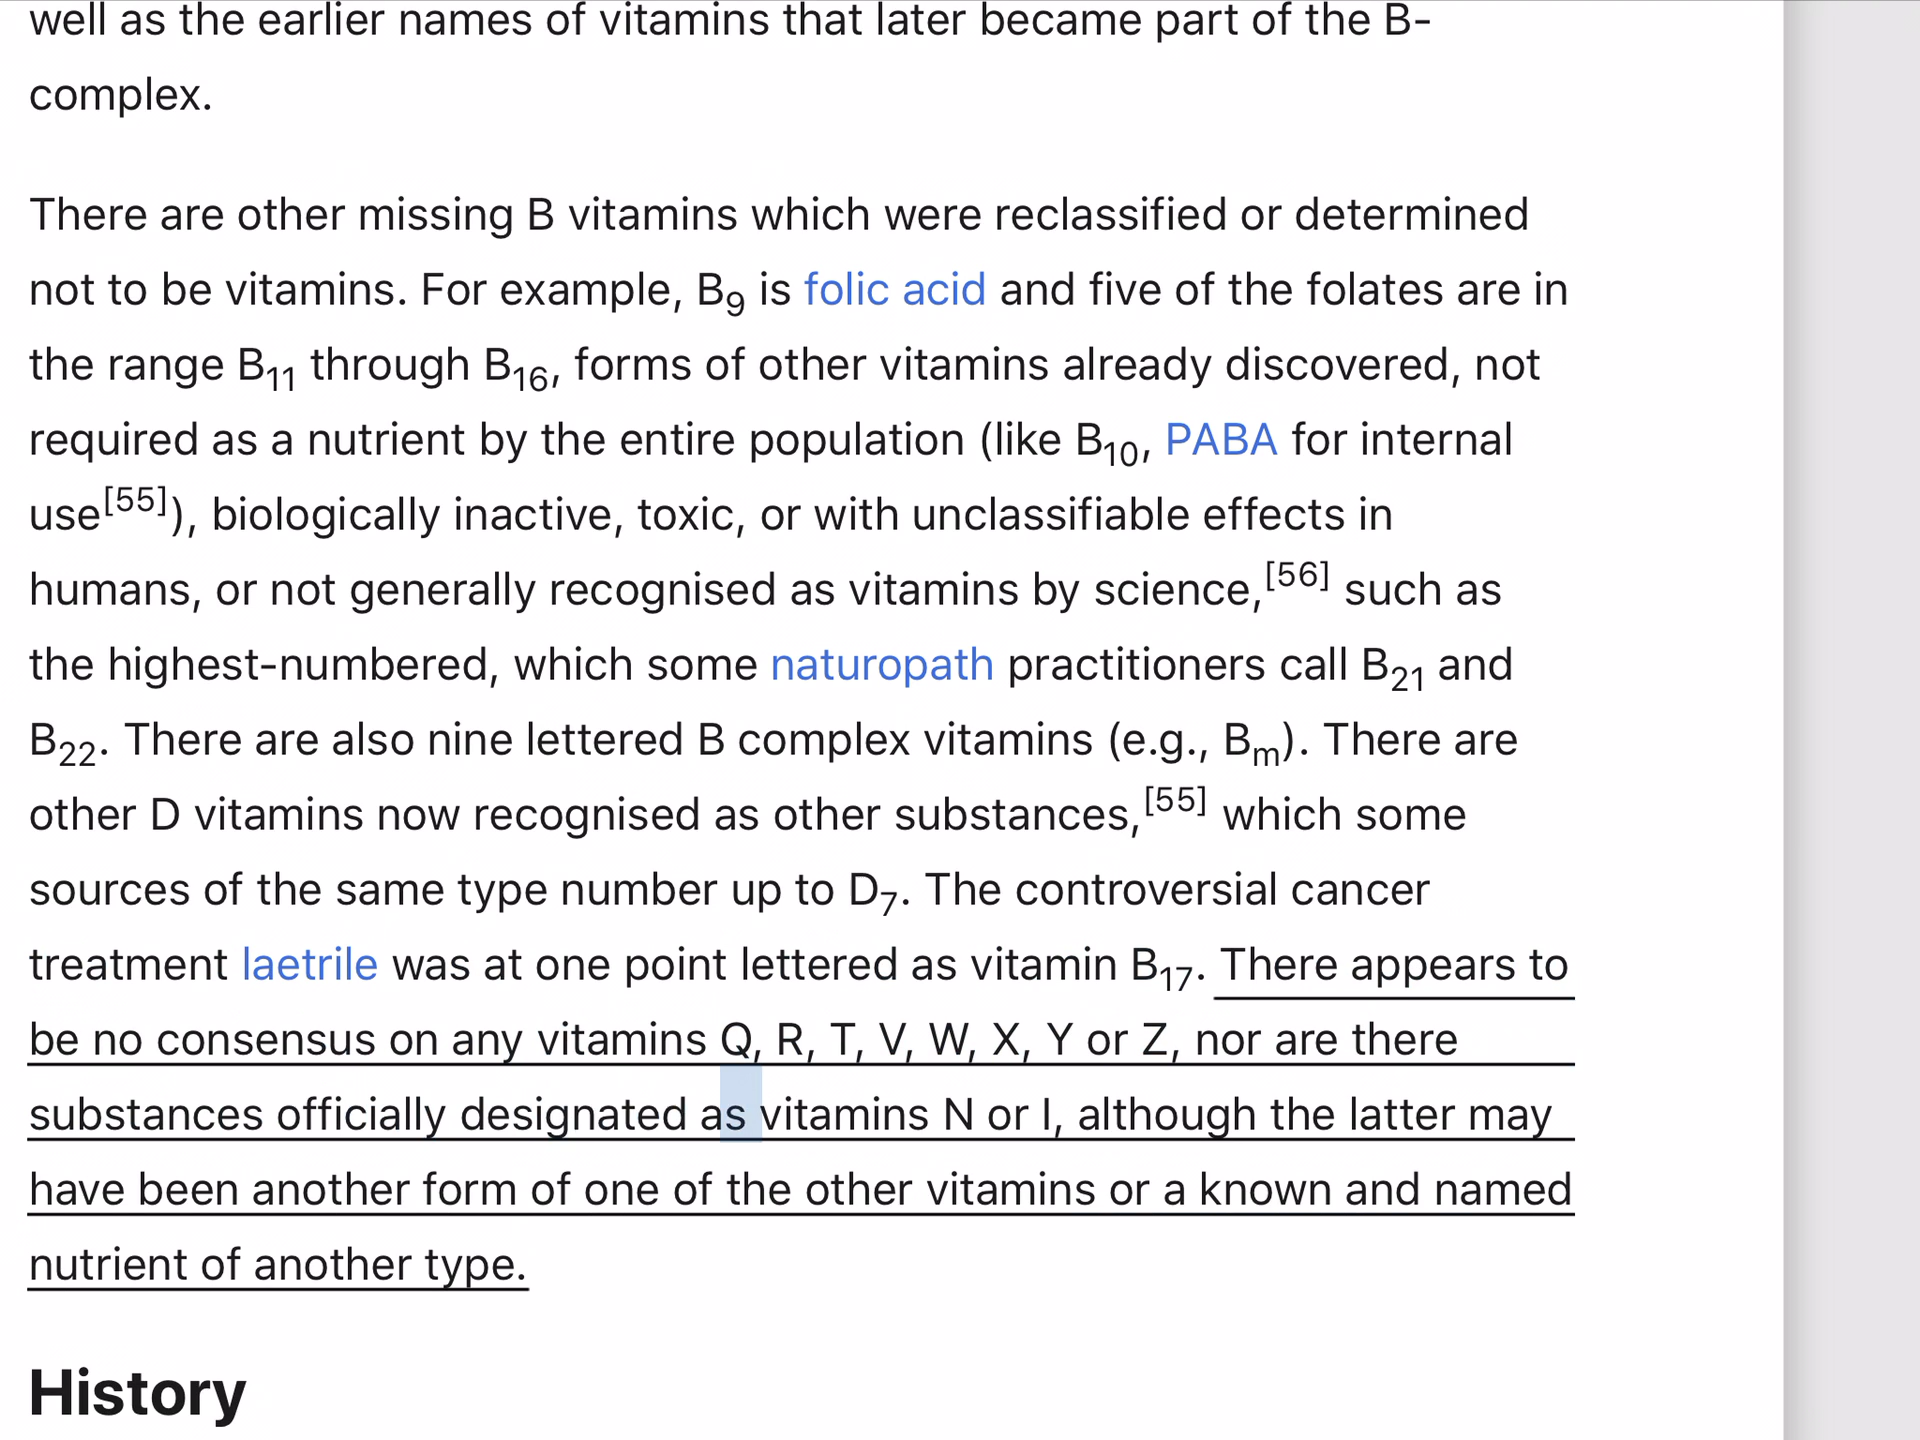 well as the earlier names of vitamins that later became part of the B-
complex.
There are other missing B vitamins which were reclassified or determined
not to be vitamins. For example, B₉ is folic acid and five of the folates are in
the range B₁₁ through B₁₆, forms of other vitamins already discovered, not
required as a nutrient by the entire population (like B₁₀, PABA for internal
use[55]), biologically inactive, toxic, or with unclassifiable effects in
humans, or not generally recognised as vitamins by science,[56] such as
the highest-numbered, which some naturopath practitioners call B₂₁ and
B₂₂. There are also nine lettered B complex vitamins (e.g., Bₘ). There are
other D vitamins now recognised as other substances,[55] which some
sources of the same type number up to D₇. The controversial cancer
treatment laetrile was at one point lettered as vitamin B₁₇. There appears to
be no consensus on any vitamins Q, R, T, V, W, X, Y or Z, nor are there
substances officially designated as vitamins N or I, although the latter may
have been another form of one of the other vitamins or a known and named
nutrient of another type.
History